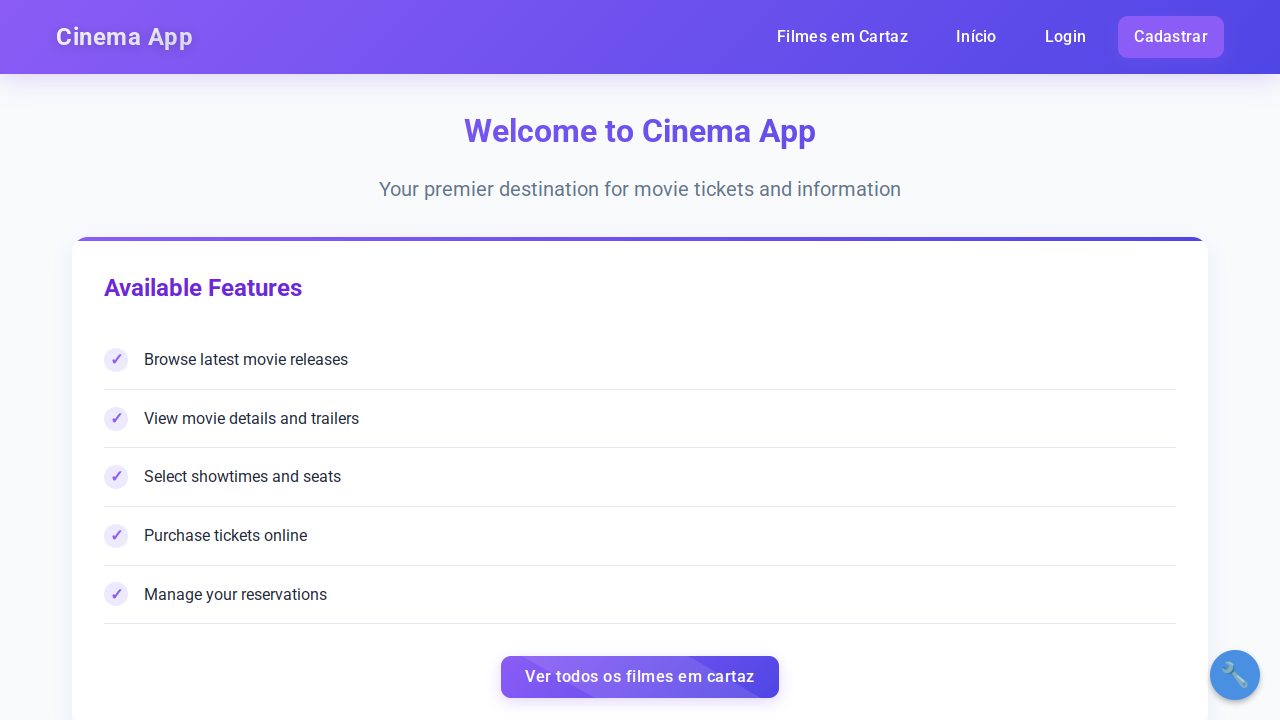 Cinema App
Filmes em Cartaz
Início
Login
Cadastrar
Welcome to Cinema App
Your premier destination for movie tickets and information
Available Features
✓ Browse latest movie releases
✓ View movie details and trailers
✓ Select showtimes and seats
✓ Purchase tickets online
✓ Manage your reservations
Ver todos os filmes em cartaz